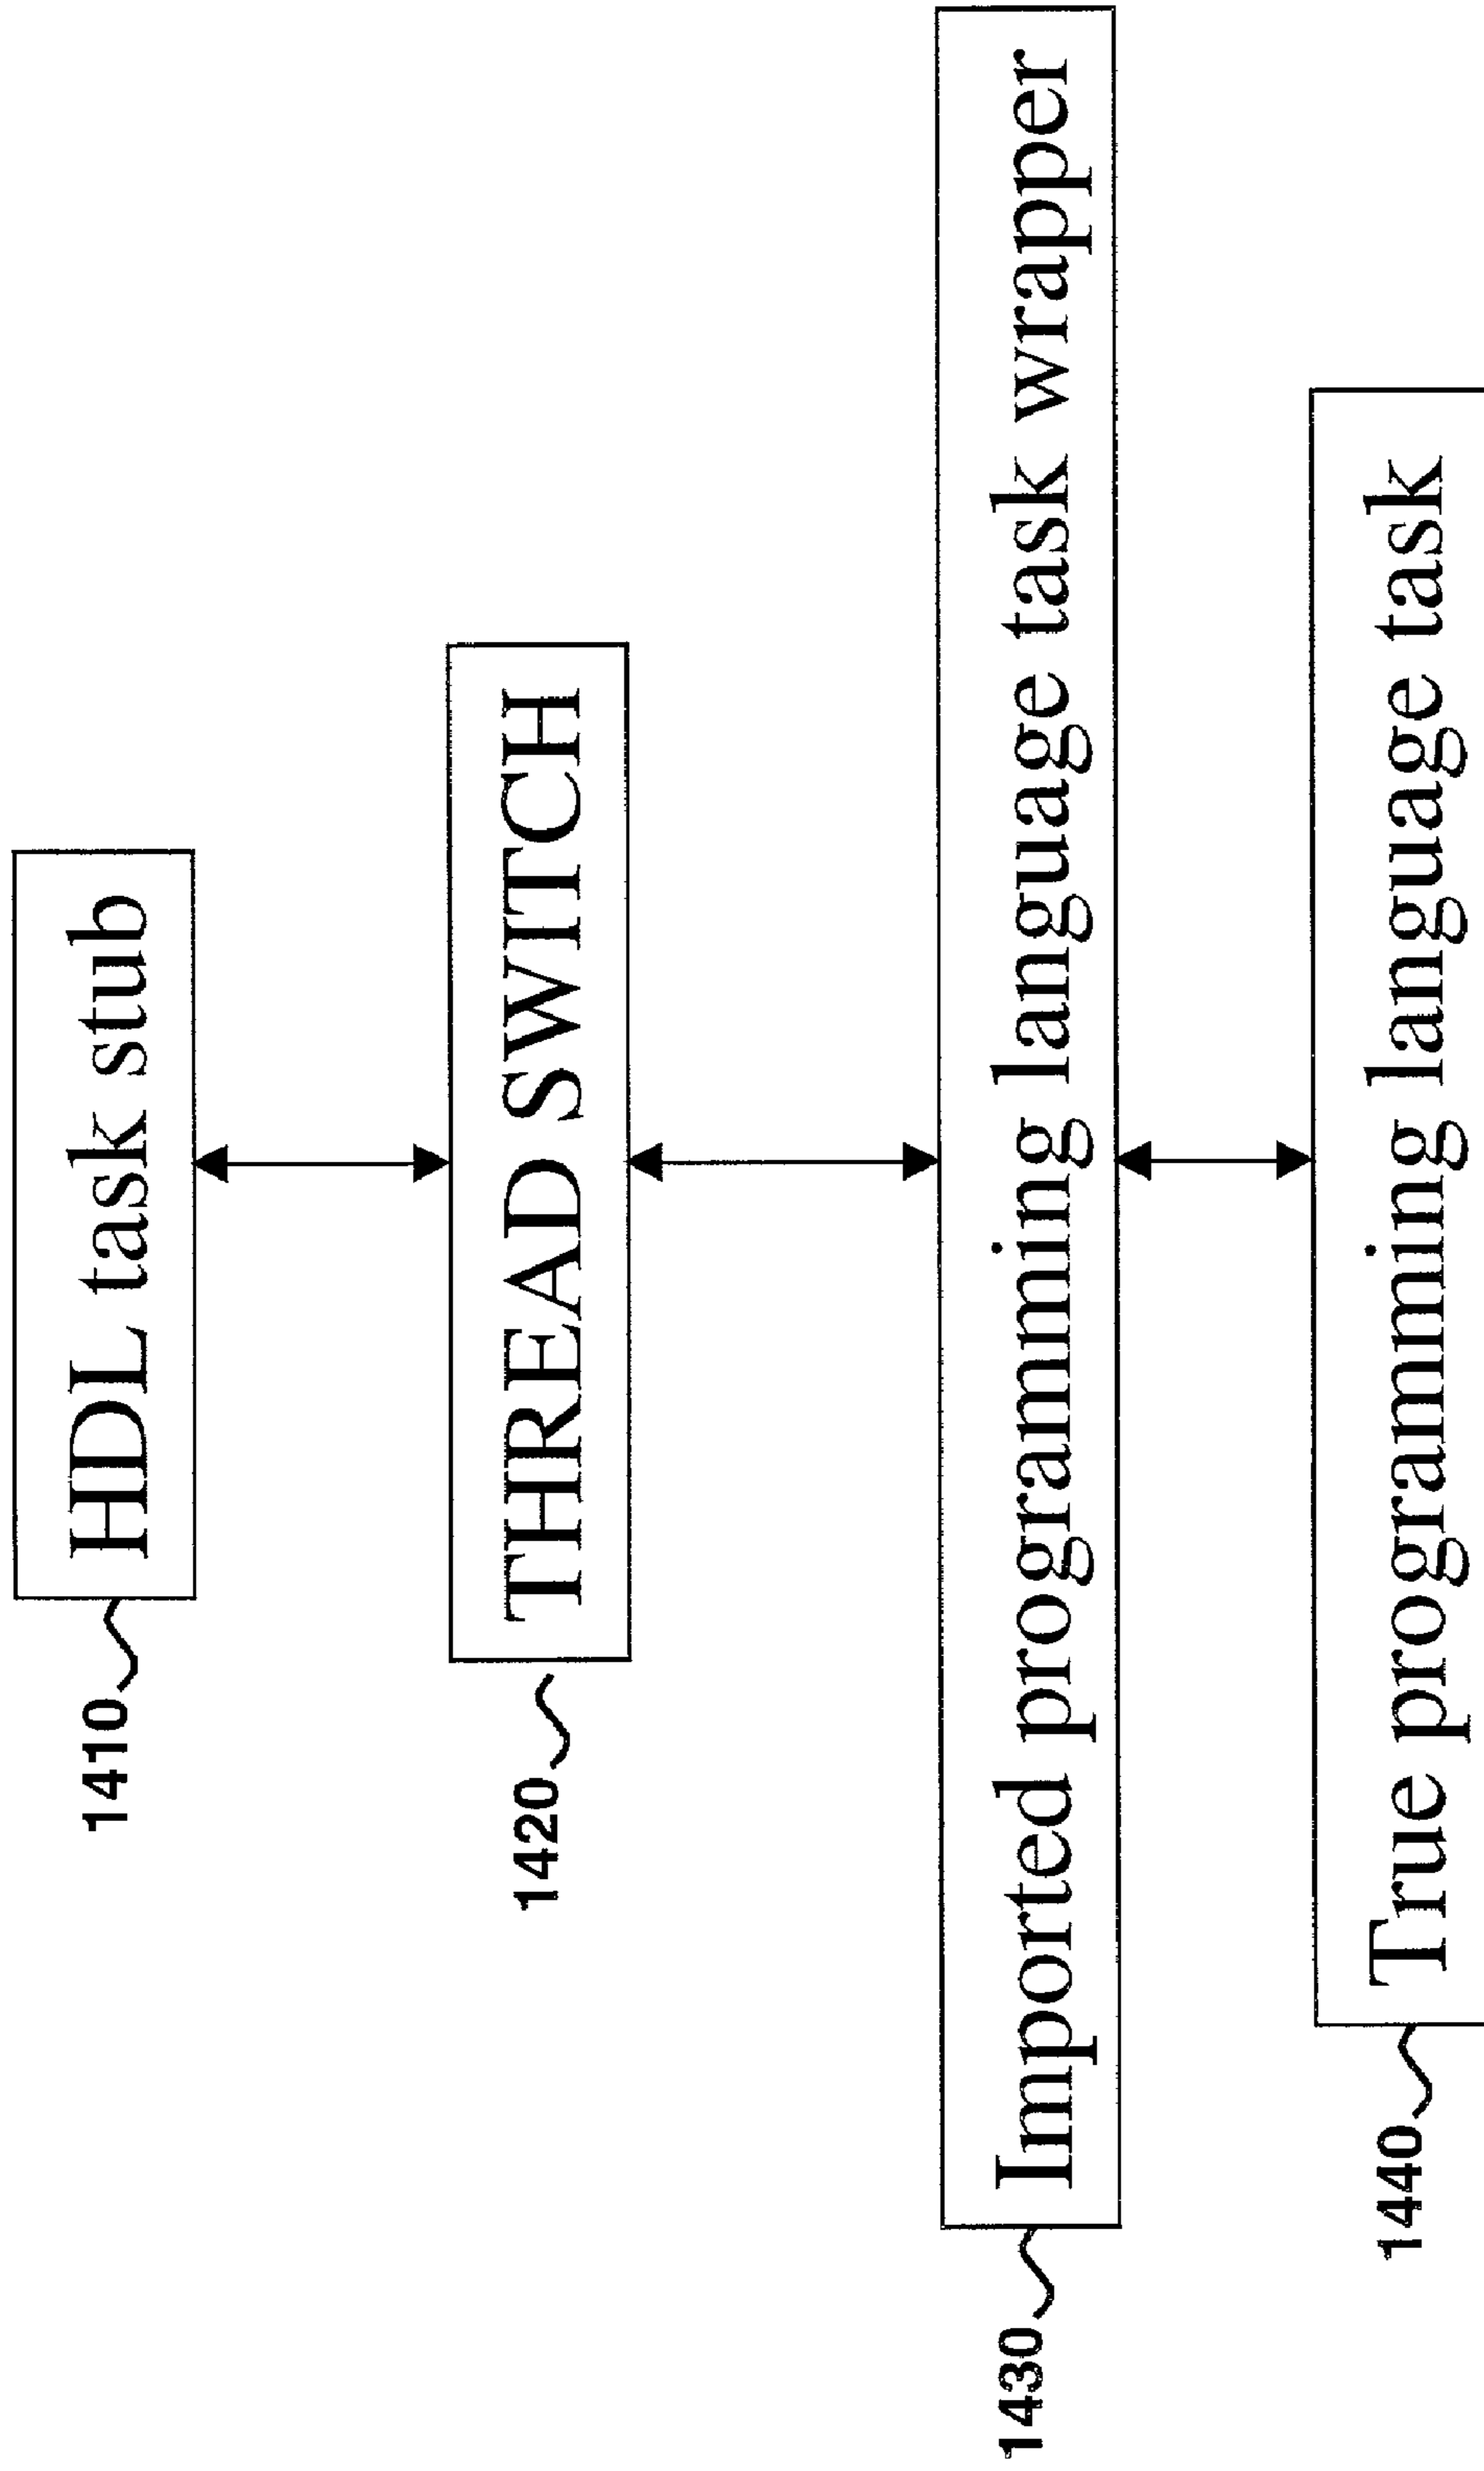 1410
HDL task stub
1420
THREAD SWITCH
1430
Imported programming language task wrapper
1440
True programming language task